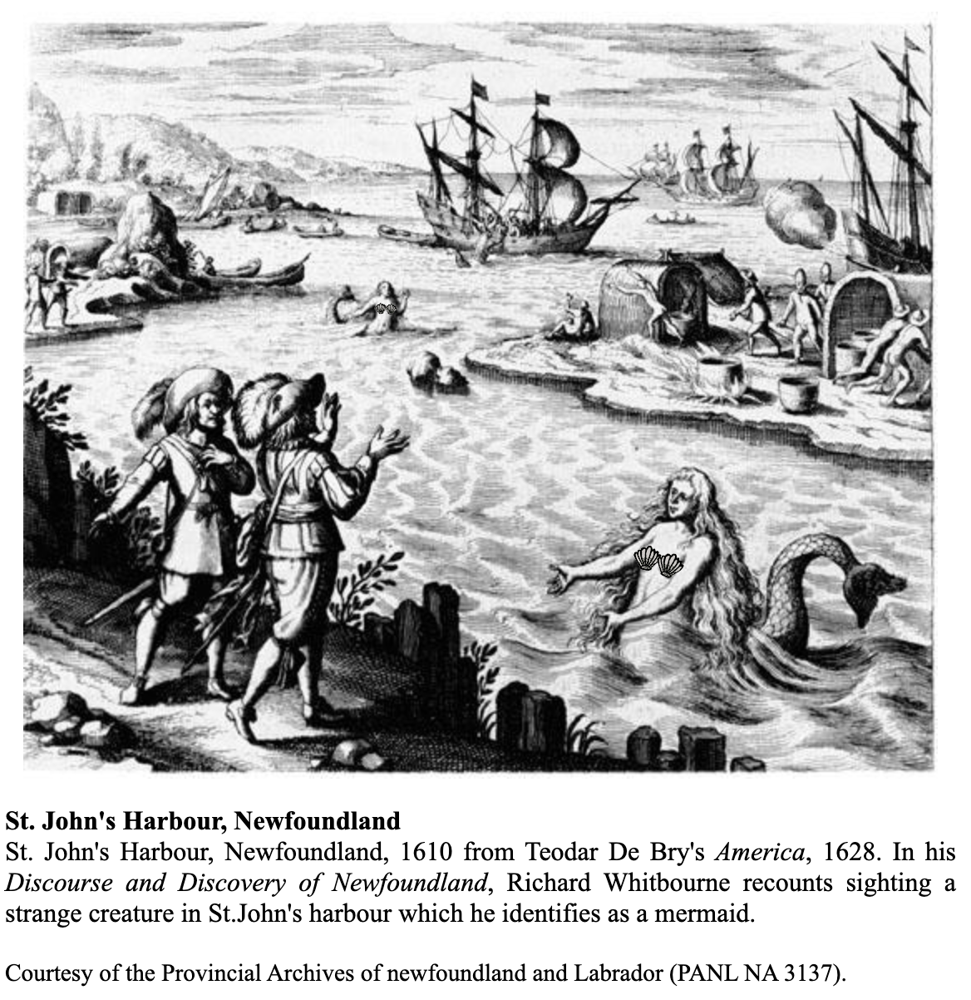 St. John's Harbour, Newfoundland
St. John's Harbour, Newfoundland, 1610 from Teodar De Bry's America, 1628. In his
Discourse and Discovery of Newfoundland, Richard Whitbourne recounts sighting a
strange creature in St.John's harbour which he identifies as a mermaid.
Courtesy of the Provincial Archives of newfoundland and Labrador (PANL NA 3137).